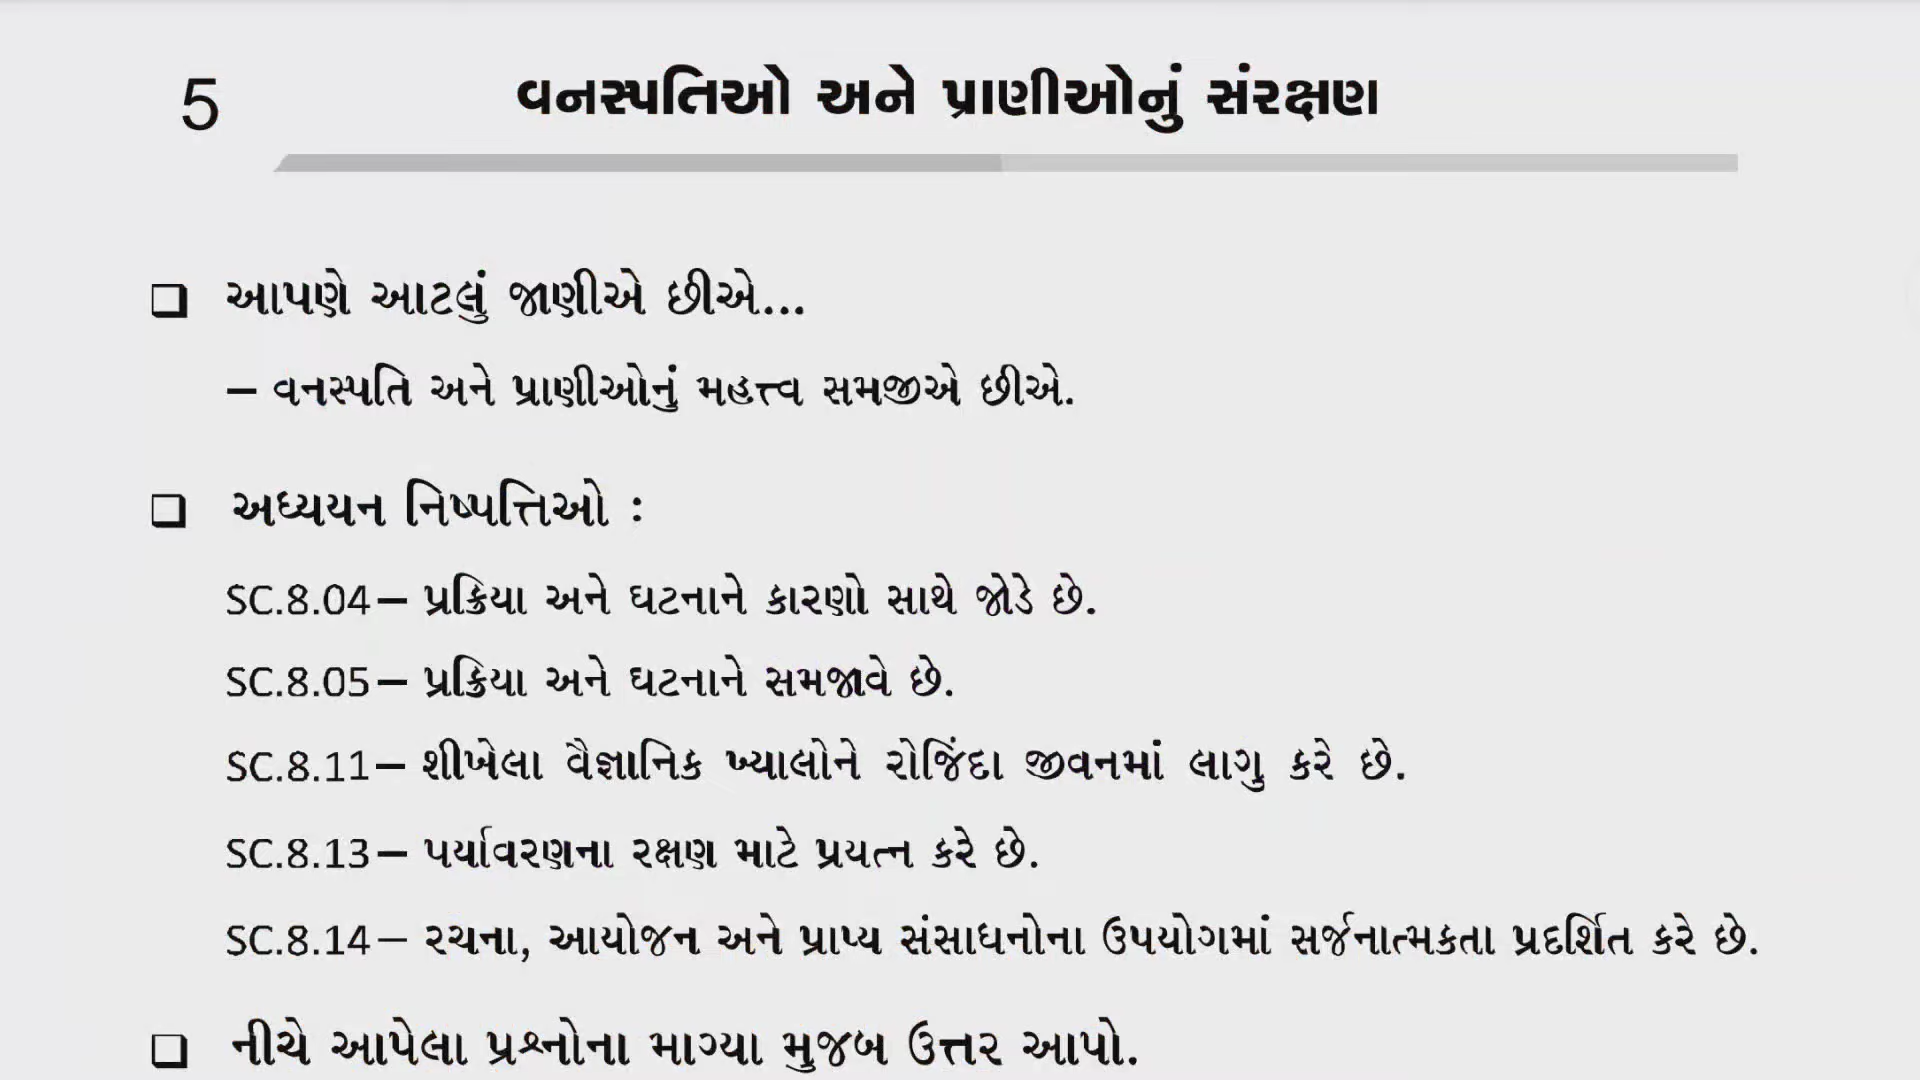 5 વનસ્પતિઓ અને પ્રાણીઓનું સંરક્ષણ
❑ આપણે આટલું જાણીએ છીએ...
– વનસ્પતિ અને પ્રાણીઓનું મહત્ત્વ સમજીએ છીએ.
❑ અધ્યયન નિષ્પત્તિઓ :
SC.8.04– પ્રક્રિયા અને ઘટનાને કારણો સાથે જોડે છે.
SC.8.05– પ્રક્રિયા અને ઘટનાને સમજાવે છે.
SC.8.11– શીખેલા વૈજ્ઞાનિક ખ્યાલોને રોજિંદા જીવનમાં લાગુ કરે છે.
SC.8.13– પર્યાવરણના રક્ષણ માટે પ્રયત્ન કરે છે.
SC.8.14– રચના, આયોજન અને પ્રાપ્ય સંસાધનોના ઉપયોગમાં સર્જનાત્મકતા પ્રદર્શિત કરે છે.
❑ નીચે આપેલા પ્રશ્નોના માગ્યા મુજબ ઉત્તર આપો.